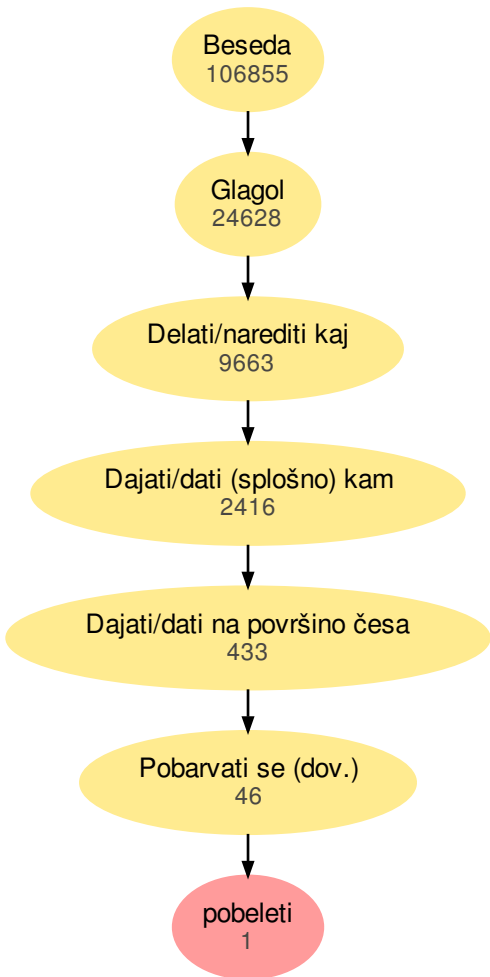 Beseda
106855
Glagol
24628
Delati/narediti kaj
9663
Dajati/dati (splošno) kam
2416
Dajati/dati na površino česa
433
Pobarvati se (dov.)
46
pobeleti
1